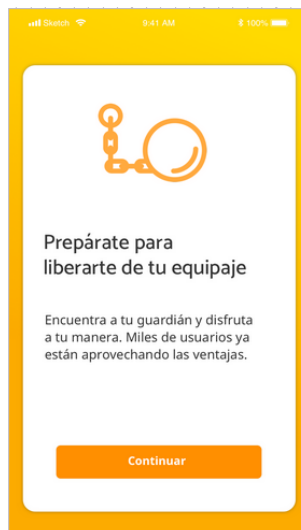 Sketch
9:41 AM
100%
Prepárate para
liberarte de tu equipaje
Encuentra a tu guardián y disfruta
a tu manera. Miles de usuarios ya
están aprovechando las ventajas.
Continuar